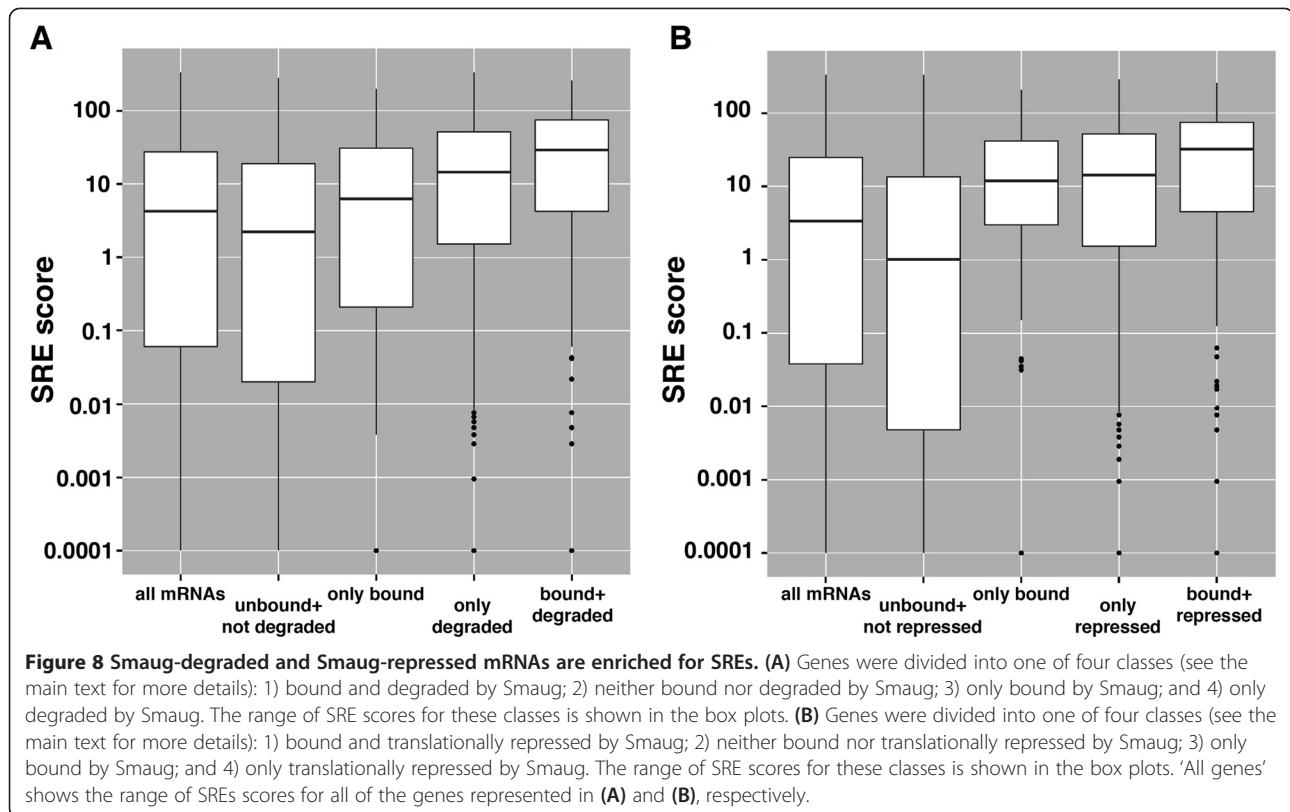 A
B
SRE score
100
10
1
0.1
0.01
0.001
0.0001
all mRNAs
unbound+
not degraded
only bound
only
degraded
bound+
degraded
SRE score
100
10
1
0.1
0.01
0.001
0.0001
all mRNAs
unbound+
not repressed
only bound
only
repressed
bound+
repressed
Figure 8 Smaug-degraded and Smaug-repressed mRNAs are enriched for SREs. (A) Genes were divided into one of four classes (see the
main text for more details): 1) bound and degraded by Smaug; 2) neither bound nor degraded by Smaug; 3) only bound by Smaug; and 4) only
degraded by Smaug. The range of SRE scores for these classes is shown in the box plots. (B) Genes were divided into one of four classes (see the
main text for more details): 1) bound and translationally repressed by Smaug; 2) neither bound nor translationally repressed by Smaug; 3) only
bound by Smaug; and 4) only translationally repressed by Smaug. The range of SRE scores for these classes is shown in the box plots. ‘All genes’
shows the range of SREs scores for all of the genes represented in (A) and (B), respectively.